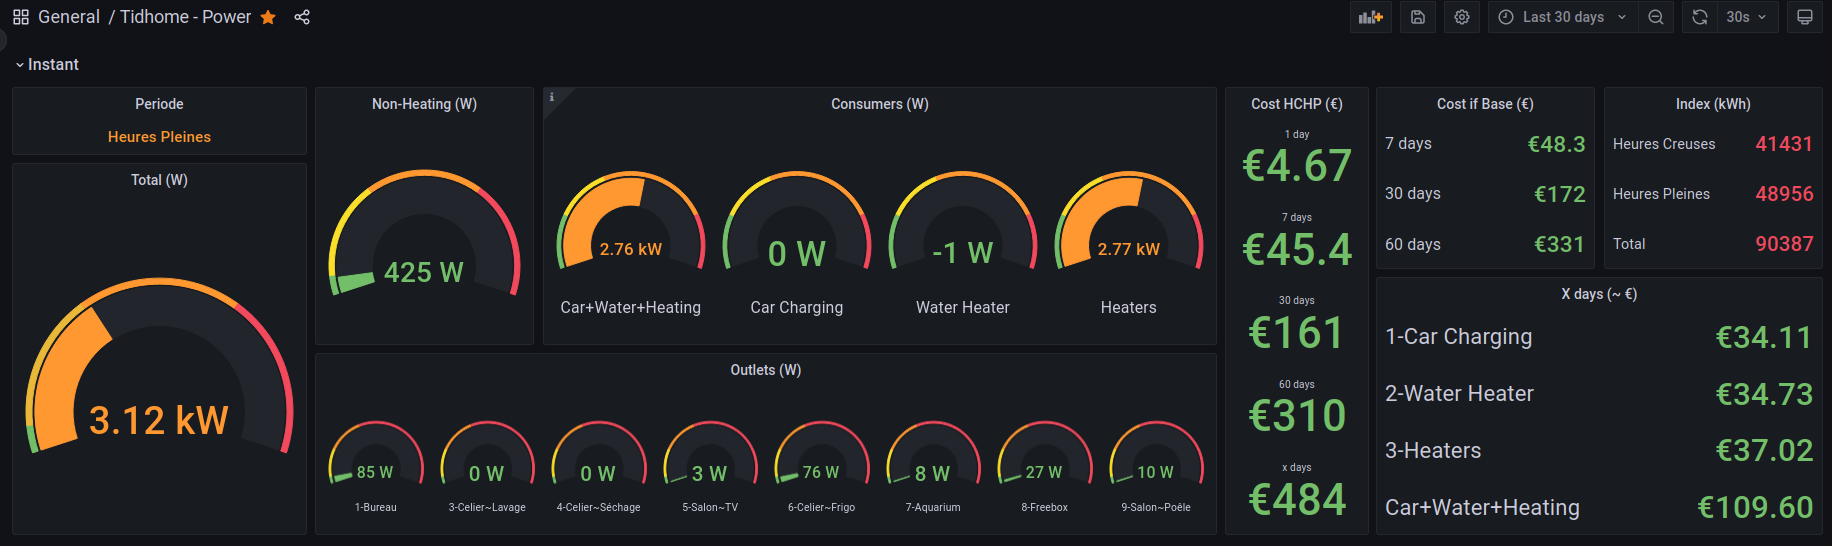 General / Tidhome - Power
Last 30 days
30s
Instant
Periode
Heures Pleines
Total (W)
3.12 kW
Non-Heating (W)
425 W
Consumers (W)
2.76 kW
0 W
-1 W
2.77 kW
Car+Water+Heating
Car Charging
Water Heater
Heaters
Outlets (W)
85 W
0 W
0 W
3 W
76 W
8 W
27 W
10 W
1-Bureau
3-Celier~Lavage
4-Celier~Séchage
5-Salon~TV
6-Celier~Frigo
7-Aquarium
8-Freebox
9-Salon~Poêle
Cost HCHP (€)
1 day
€4.67
7 days
€45.4
30 days
€161
60 days
€310
x days
€484
Cost if Base (€)
7 days €48.3
30 days €172
60 days €331
Index (kWh)
Heures Creuses 41431
Heures Pleines 48956
Total 90387
X days (~ €)
1-Car Charging €34.11
2-Water Heater €34.73
3-Heaters €37.02
Car+Water+Heating €109.60